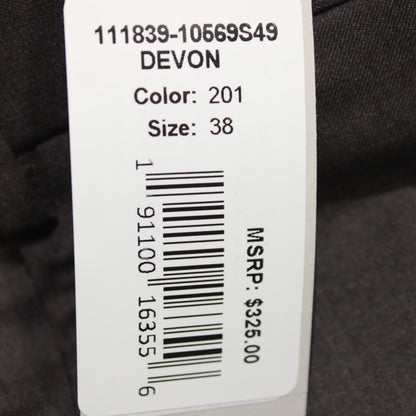 111839-10569S49
DEVON
Color: 201
Size: 38
1 91100 16355 6
MSRP: $325.00